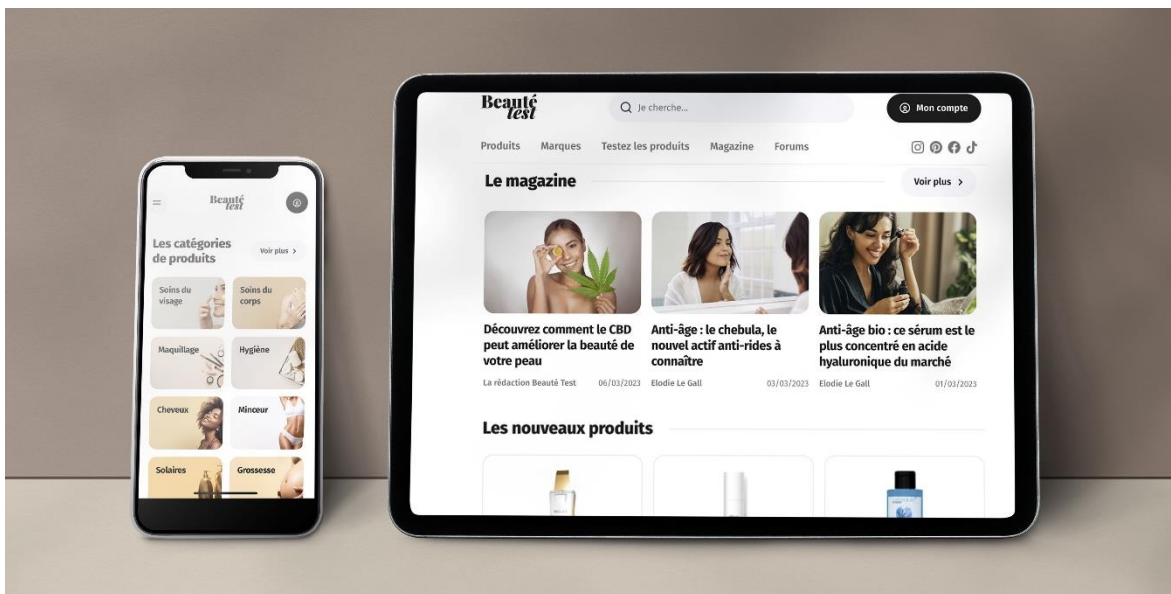 Beauté
test
Les catégories
de produits
Voir plus >
Soins du
visage
Soins du
corps
Maquillage
Hygiène
Cheveux
Minceur
Solaires
Grossesse
Beauté
test
Je cherche...
Mon compte
Produits
Marques
Testez les produits
Magazine
Forums
Le magazine
Voir plus >
Découvrez comment le CBD
peut améliorer la beauté de
votre peau
La rédaction Beauté Test 06/03/2023
Anti-âge : le chebula, le
nouvel actif anti-rides à
connaître
Elodie Le Gall 03/03/2023
Anti-âge bio : ce sérum est le
plus concentré en acide
hyaluronique du marché
Elodie Le Gall 01/03/2023
Les nouveaux produits